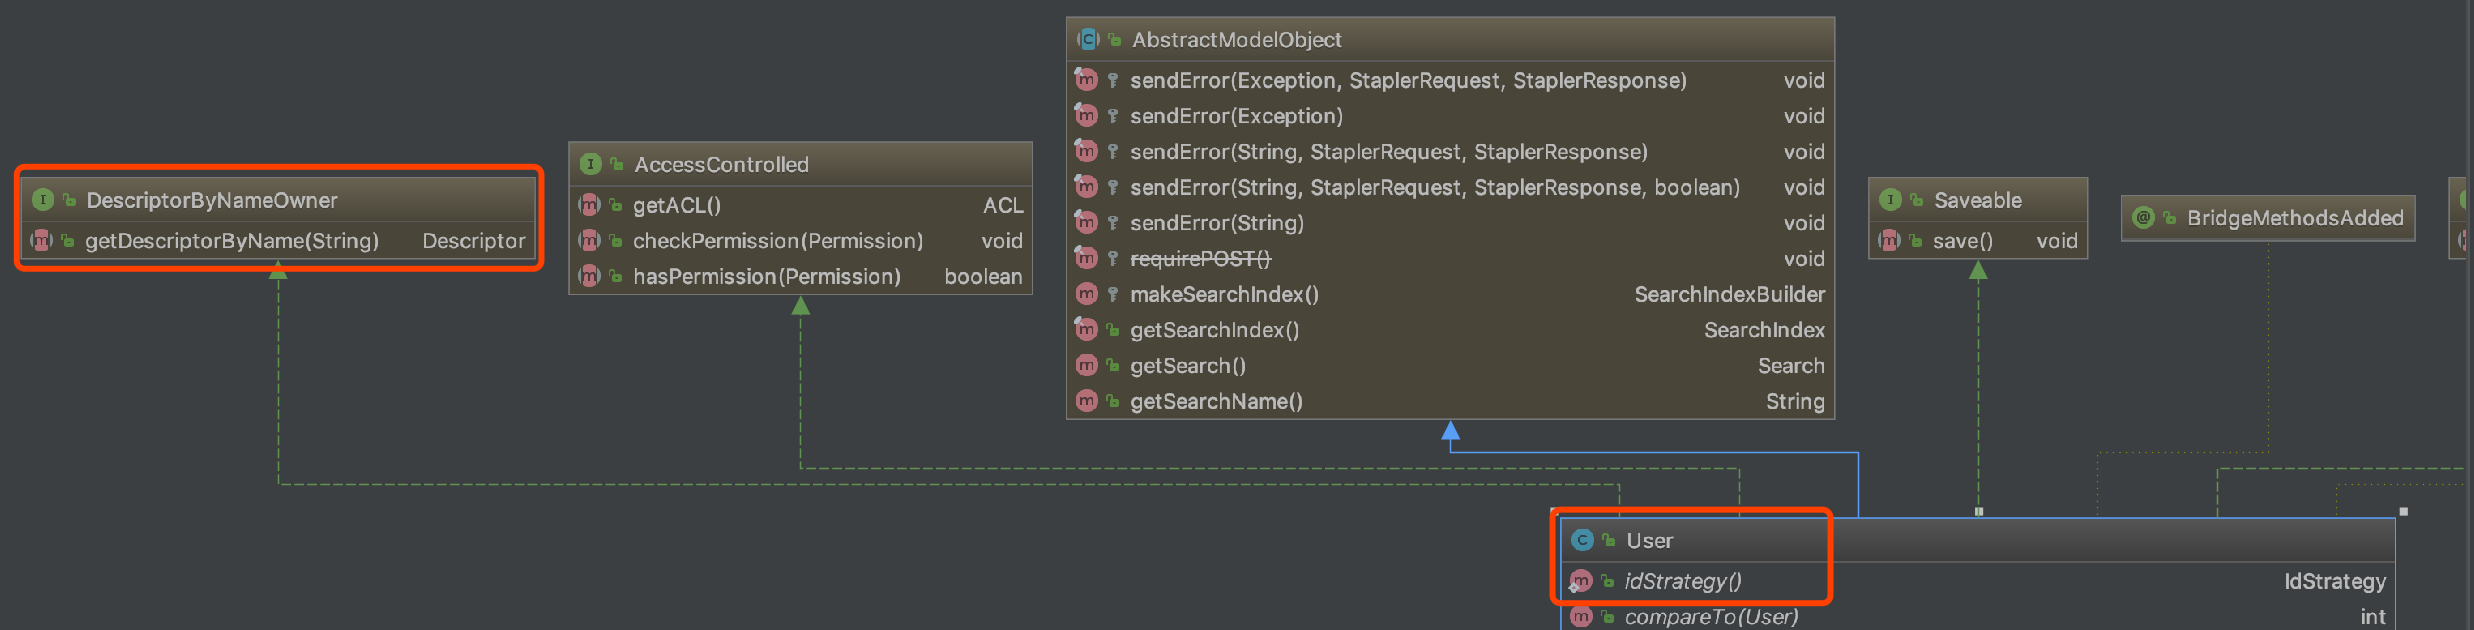 DescriptorByNameOwner
getDescriptorByName(String) Descriptor
AccessControlled
getACL() ACL
checkPermission(Permission) void
hasPermission(Permission) boolean
AbstractModelObject
sendError(Exception, StaplerRequest, StaplerResponse) void
sendError(Exception) void
sendError(String, StaplerRequest, StaplerResponse) void
sendError(String, StaplerRequest, StaplerResponse, boolean) void
sendError(String) void
requirePOST() void
makeSearchIndex() SearchIndexBuilder
getSearchIndex() SearchIndex
getSearch() Search
getSearchName() String
Saveable
save() void
BridgeMethodsAdded
User
idStrategy() IdStrategy
compareTo(User) int